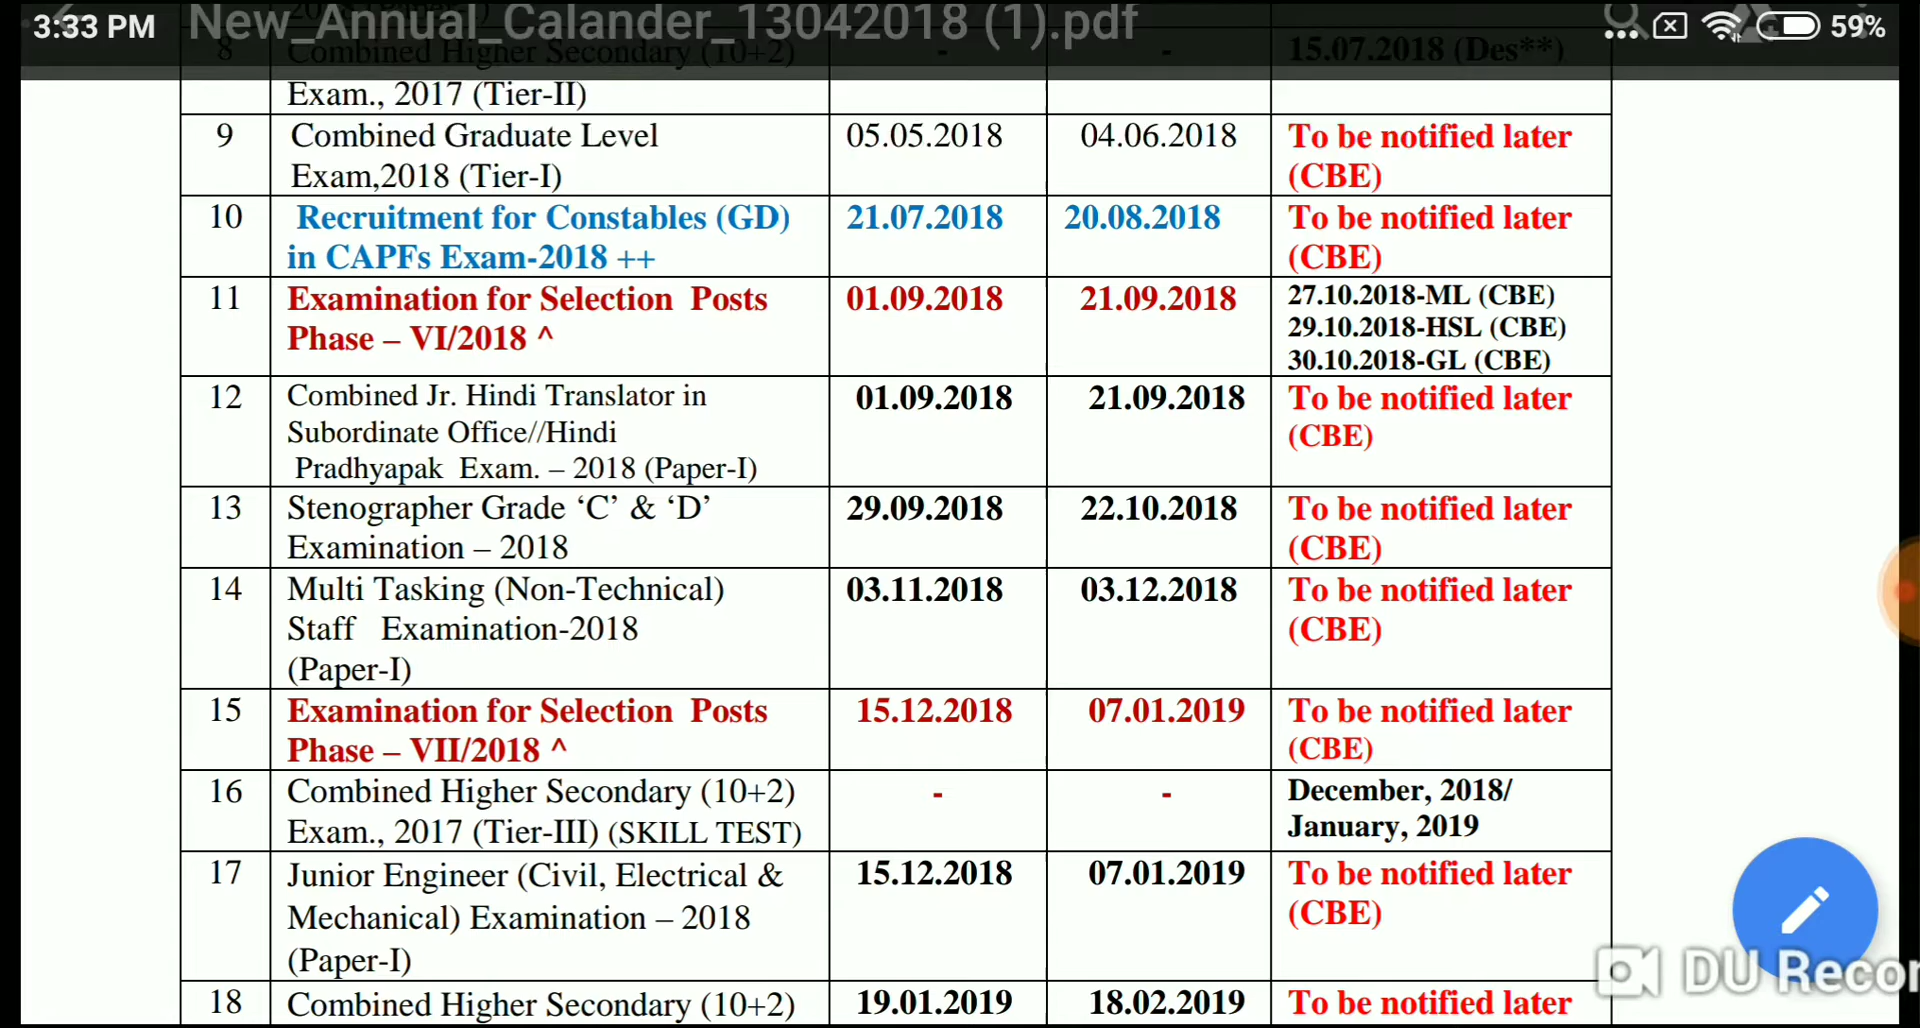 3:33 PM New_Annual_Calander_13042018 (1).pdf 59%
8 Combined Higher Secondary (10+2) - - 15.07.2018 (Des**)
Exam., 2017 (Tier-II)
9 Combined Graduate Level 05.05.2018 04.06.2018 To be notified later
Exam,2018 (Tier-I) (CBE)
10 Recruitment for Constables (GD) 21.07.2018 20.08.2018 To be notified later
in CAPFs Exam-2018 ++ (CBE)
11 Examination for Selection Posts 01.09.2018 21.09.2018 27.10.2018-ML (CBE)
Phase – VI/2018 ^ 29.10.2018-HSL (CBE)
30.10.2018-GL (CBE)
12 Combined Jr. Hindi Translator in 01.09.2018 21.09.2018 To be notified later
Subordinate Office//Hindi (CBE)
Pradhyapak Exam. – 2018 (Paper-I)
13 Stenographer Grade ‘C’ & ‘D’ 29.09.2018 22.10.2018 To be notified later
Examination – 2018 (CBE)
14 Multi Tasking (Non-Technical) 03.11.2018 03.12.2018 To be notified later
Staff Examination-2018 (CBE)
(Paper-I)
15 Examination for Selection Posts 15.12.2018 07.01.2019 To be notified later
Phase – VII/2018 ^ (CBE)
16 Combined Higher Secondary (10+2) - - December, 2018/
Exam., 2017 (Tier-III) (SKILL TEST) January, 2019
17 Junior Engineer (Civil, Electrical & 15.12.2018 07.01.2019 To be notified later
Mechanical) Examination – 2018 (CBE)
(Paper-I)
DU Recor
18 Combined Higher Secondary (10+2) 19.01.2019 18.02.2019 To be notified later